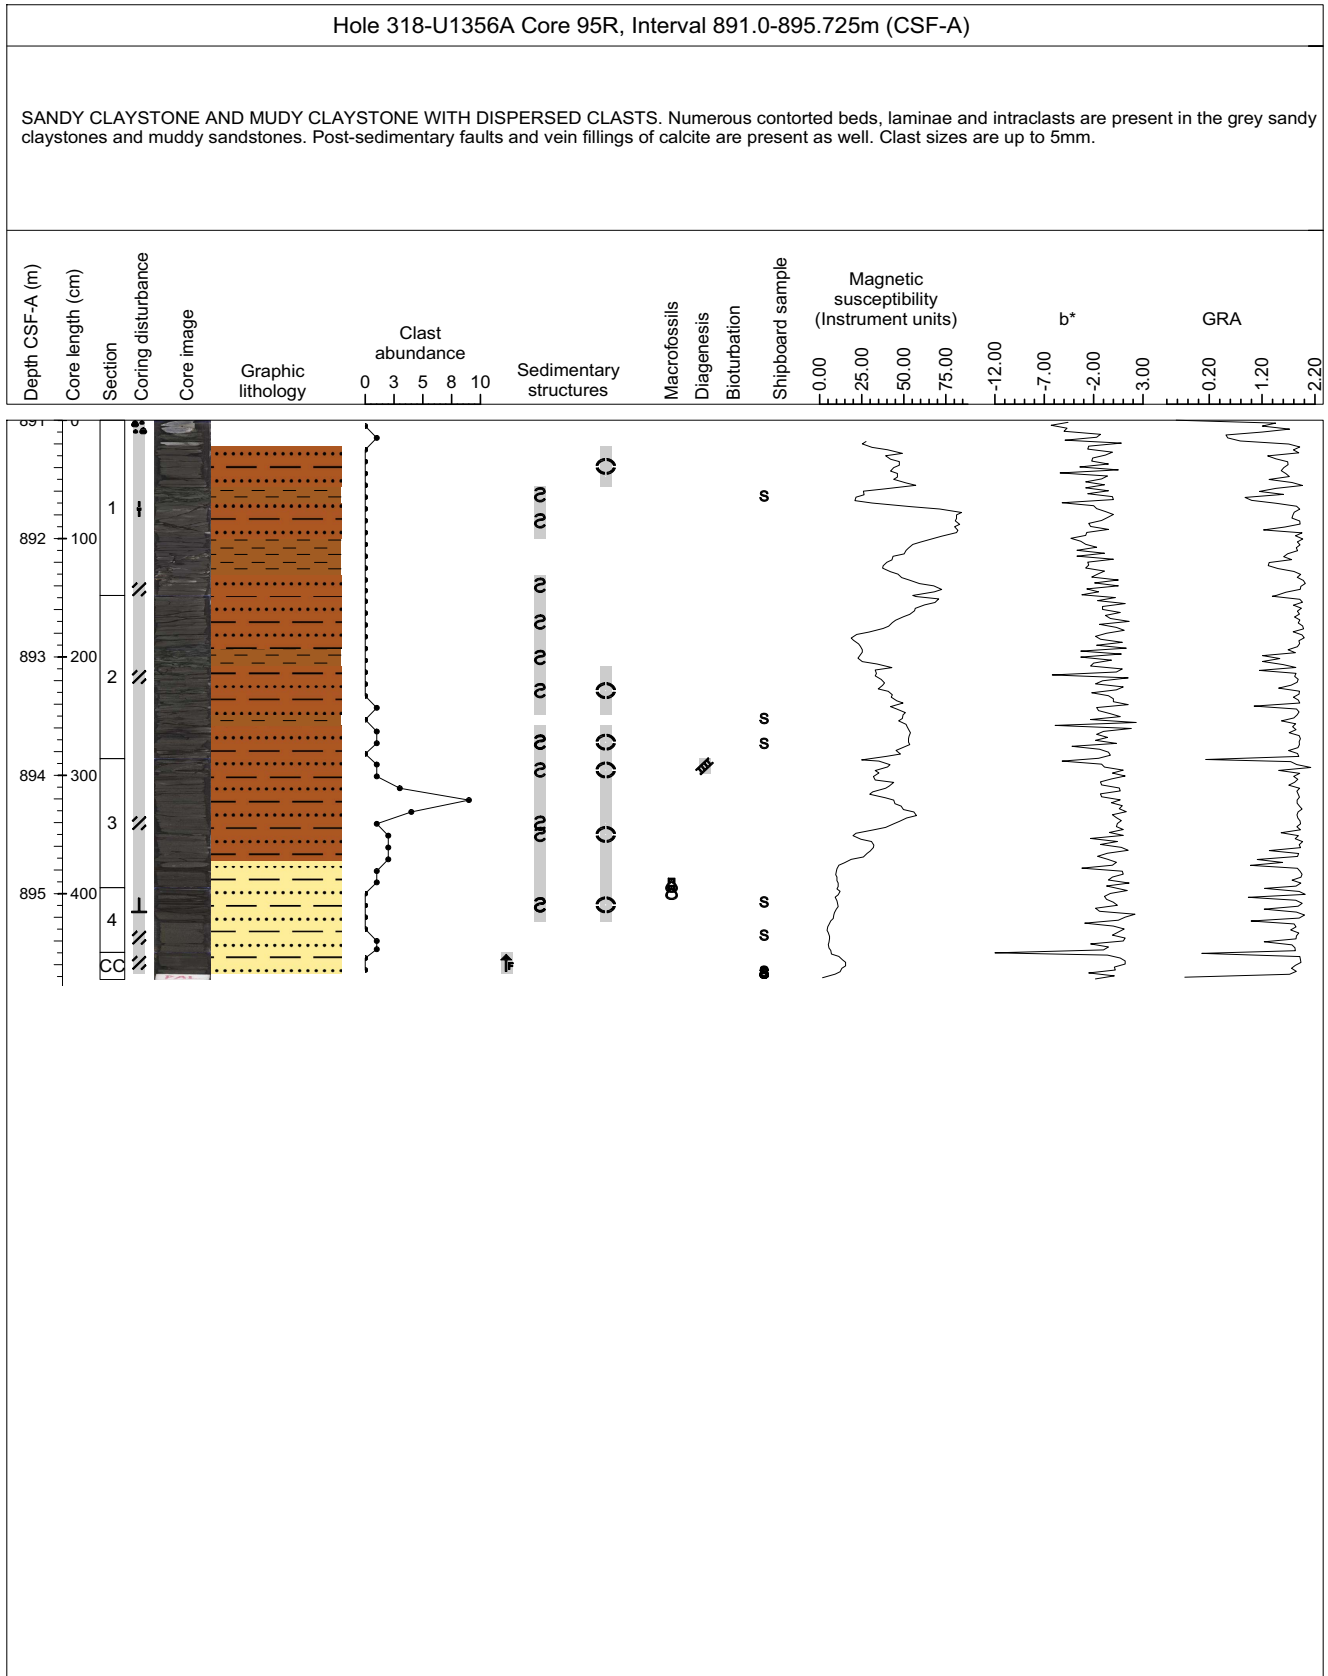 Hole 318-U1356A Core 95R, Interval 891.0-895.725m (CSF-A)
SANDY CLAYSTONE AND MUDY CLAYSTONE WITH DISPERSED CLASTS. Numerous contorted beds, laminae and intraclasts are present in the grey sandy
claystones and muddy sandstones. Post-sedimentary faults and vein fillings of calcite are present as well. Clast sizes are up to 5mm.
Depth CSF-A (m)
Core length (cm)
Section
Coring disturbance
Core image
Graphic
lithology
Clast
abundance
0 3 5 8 10
Sedimentary
structures
Macrofossils
Diagenesis
Bioturbation
Shipboard sample
Magnetic
susceptibility
(Instrument units)
0.00 25.00 50.00 75.00
b*
-12.00 -7.00 -2.00 3.00
GRA
0.20 1.20 2.20
891 0
1
S
892 100
893 200
2
S
S
894 300
3
895 400
S
4
S
CC
F
S
PAL